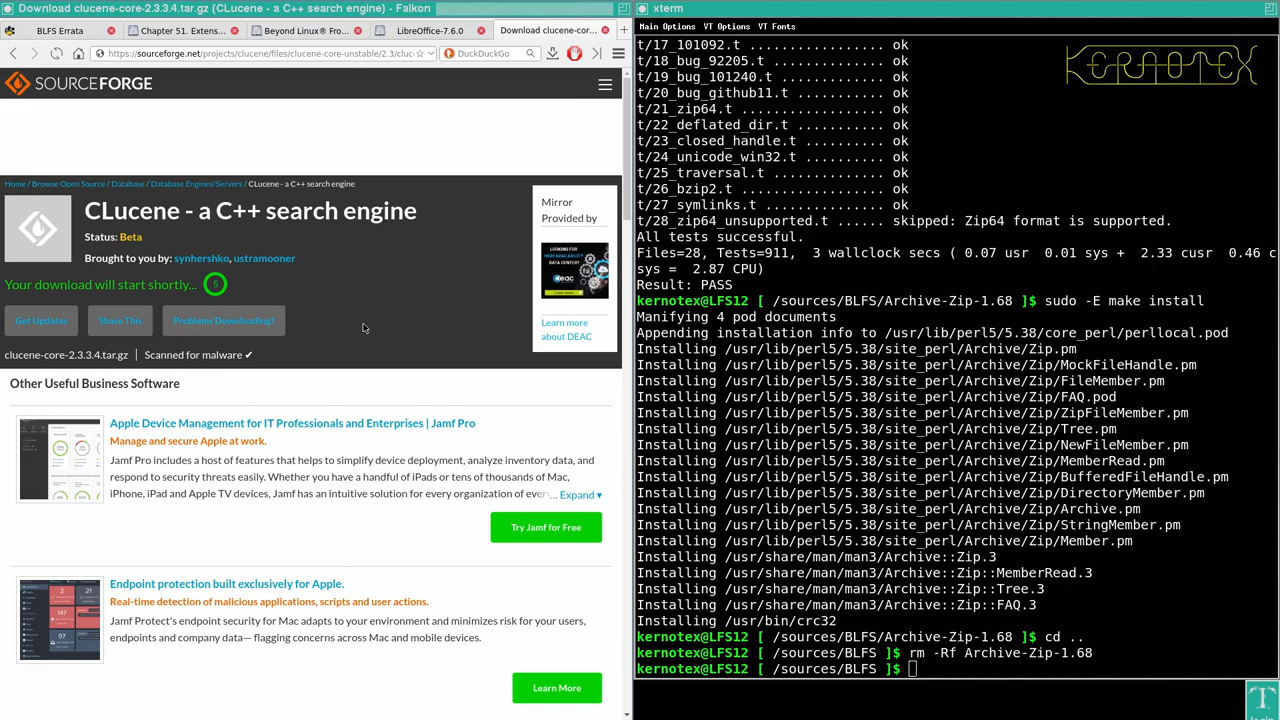 Download clucene-core-2.3.3.4.tar.gz (CLucene - a C++ search engine) - Falkon
BLFS Errata
Chapter 51. Extens...
Beyond Linux® From...
LibreOffice-7.6.0
Download clucene-cor...
https://sourceforge.net/projects/clucene/files/clucene-core-unstable/2.3/cluc
DuckDuckGo
SOURCEFORGE
Home / Browse Open Source / Database / Database Engines/Servers / CLucene - a C++ search engine
CLucene - a C++ search engine
Status: Beta
Brought to you by: synhershko, ustramooner
Your download will start shortly... 5
Get Updates
Share This
Problems Downloading?
clucene-core-2.3.3.4.tar.gz | Scanned for malware ✔
Mirror
Provided by
LOOKING FOR
HIGH AVAILABILITY
DATA CENTER?
deac
Learn more
about DEAC
Other Useful Business Software
Apple Device Management for IT Professionals and Enterprises | Jamf Pro
Manage and secure Apple at work.
Jamf Pro includes a host of features that helps to simplify device deployment, analyze inventory data, and
respond to security threats easily. Whether you have a handful of iPads or tens of thousands of Mac,
iPhone, iPad and Apple TV devices, Jamf has an intuitive solution for every organization of every
... Expand ▾
Try Jamf for Free
Endpoint protection built exclusively for Apple.
Real-time detection of malicious applications, scripts and user actions.
Jamf Protect's endpoint security for Mac adapts to your environment and minimizes risk for your users,
endpoints and company data— flagging concerns across Mac and mobile devices.
Learn More
xterm
Main Options VT Options VT Fonts
KERNOTEX
t/17_101092.t ................ ok
t/18_bug_92205.t ............. ok
t/19_bug_101240.t ............ ok
t/20_bug_github11.t .......... ok
t/21_zip64.t ................. ok
t/22_deflated_dir.t .......... ok
t/23_closed_handle.t ......... ok
t/24_unicode_win32.t ......... ok
t/25_traversal.t ............. ok
t/26_bzip2.t ................. ok
t/27_symlinks.t .............. ok
t/28_zip64_unsupported.t ...... skipped: Zip64 format is supported.
All tests successful.
Files=28, Tests=911,  3 wallclock secs ( 0.07 usr  0.01 sys +  2.33 cusr  0.46 c
sys =  2.87 CPU)
Result: PASS
kernotex@LFS12 [ /sources/BLFS/Archive-Zip-1.68 ]$ sudo -E make install
Manifying 4 pod documents
Appending installation info to /usr/lib/perl5/5.38/core_perl/perllocal.pod
Installing /usr/lib/perl5/5.38/site_perl/Archive/Zip.pm
Installing /usr/lib/perl5/5.38/site_perl/Archive/Zip/MockFileHandle.pm
Installing /usr/lib/perl5/5.38/site_perl/Archive/Zip/FileMember.pm
Installing /usr/lib/perl5/5.38/site_perl/Archive/Zip/FAQ.pod
Installing /usr/lib/perl5/5.38/site_perl/Archive/Zip/ZipFileMember.pm
Installing /usr/lib/perl5/5.38/site_perl/Archive/Zip/Tree.pm
Installing /usr/lib/perl5/5.38/site_perl/Archive/Zip/NewFileMember.pm
Installing /usr/lib/perl5/5.38/site_perl/Archive/Zip/MemberRead.pm
Installing /usr/lib/perl5/5.38/site_perl/Archive/Zip/BufferedFileHandle.pm
Installing /usr/lib/perl5/5.38/site_perl/Archive/Zip/DirectoryMember.pm
Installing /usr/lib/perl5/5.38/site_perl/Archive/Zip/Archive.pm
Installing /usr/lib/perl5/5.38/site_perl/Archive/Zip/StringMember.pm
Installing /usr/lib/perl5/5.38/site_perl/Archive/Zip/Member.pm
Installing /usr/share/man/man3/Archive::Zip.3
Installing /usr/share/man/man3/Archive::Zip::MemberRead.3
Installing /usr/share/man/man3/Archive::Zip::Tree.3
Installing /usr/share/man/man3/Archive::Zip::FAQ.3
Installing /usr/bin/crc32
kernotex@LFS12 [ /sources/BLFS/Archive-Zip-1.68 ]$ cd ..
kernotex@LFS12 [ /sources/BLFS ]$ rm -Rf Archive-Zip-1.68
kernotex@LFS12 [ /sources/BLFS ]$